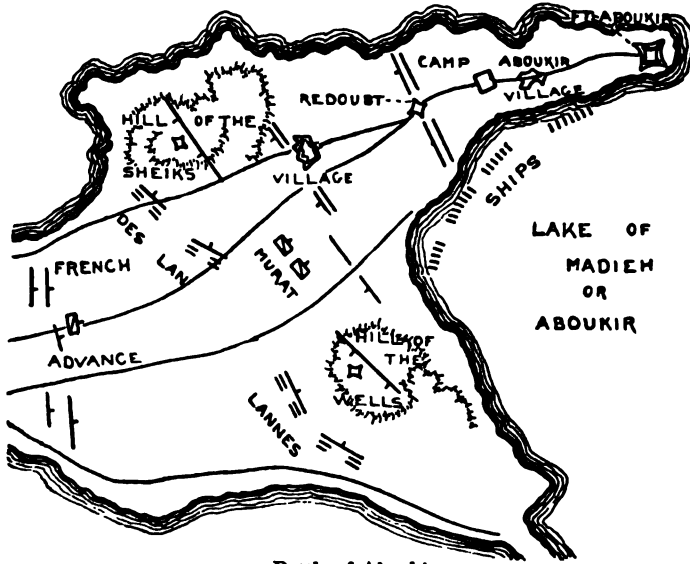 FT. ABOUKIR
CAMP
ABOUKIR
VILLAGE
REDOUBT
HILL OF THE
SHEIKS
VILLAGE
SHIPS
DES
LAN
MURAT
FRENCH
ADVANCE
LAKE OF
MADIEH
OR
ABOUKIR
HILL OF
THE
WELLS
LANNES